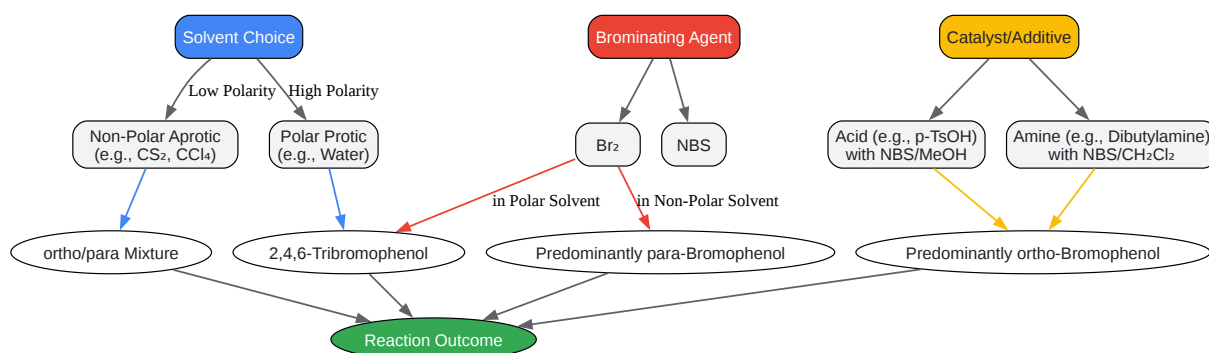 Solvent Choice
Brominating Agent
Catalyst/Additive
Low Polarity
High Polarity
Non-Polar Aprotic
(e.g., CS₂, CCl₄)
Polar Protic
(e.g., Water)
Br₂
NBS
Acid (e.g., p-TsOH)
with NBS/MeOH
Amine (e.g., Dibutylamine)
with NBS/CH₂Cl₂
in Polar Solvent
in Non-Polar Solvent
ortho/para Mixture
2,4,6-Tribromophenol
Predominantly para-Bromophenol
Predominantly ortho-Bromophenol
Reaction Outcome